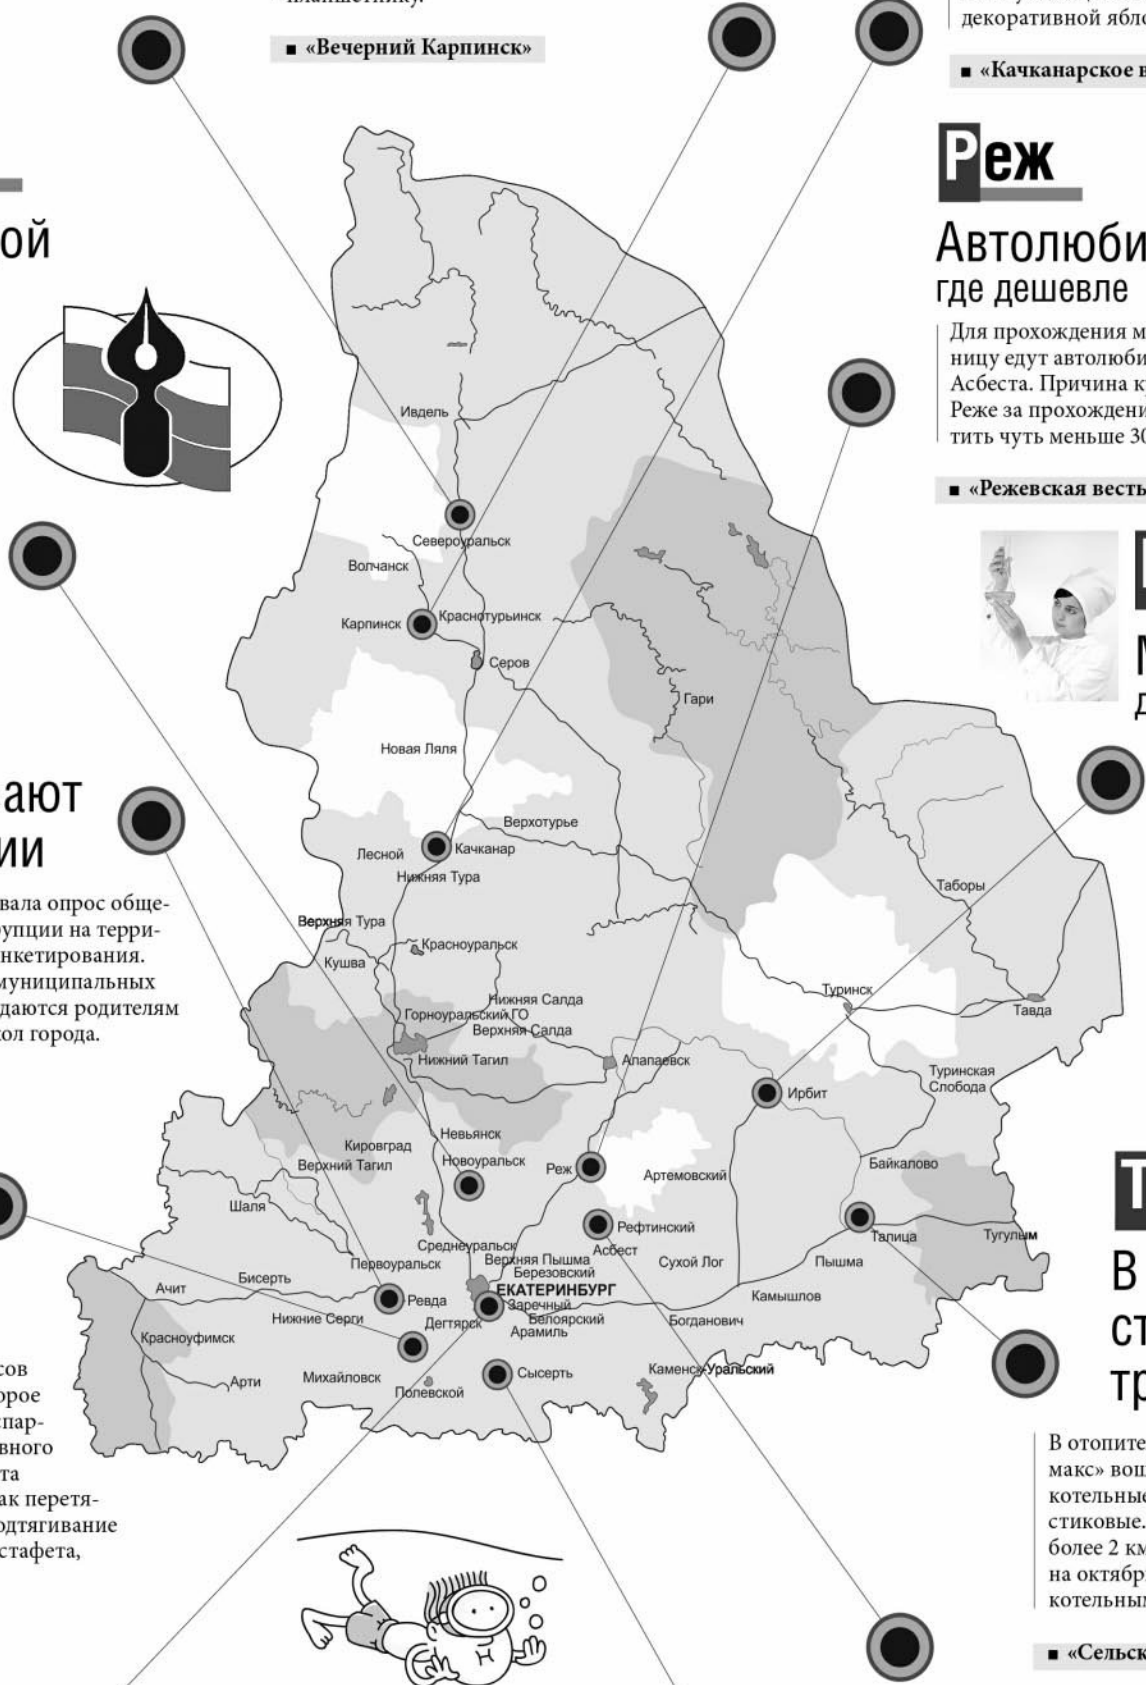 планшетнику.
■ «Вечерний Карпинск»
декоративной ябло
■ «Качканарское в
Реж
Автолюби
где дешевле
Для прохождения м
ницу едут автолюби
Асбеста. Причина к
Реже за прохождени
тить чуть меньше 30
■ «Режевская весть
ой
ают
ии
вала опрос обще-
упции на терри-
нкетирования.
муниципальных
даются родителям
ол города.
Ивдель
Североуральск
Волчанск
Карпинск
Краснотурьинск
Серов
Гари
Новая Ляля
Верхотурье
Лесной
Качканар
Нижняя Тура
Таборы
Верхняя Тура
Красноуральск
Кушва
Туринск
Нижняя Салда
Горноуральский ГО
Верхняя Салда
Тавда
Нижний Тагил
Алапаевск
Туринская
Слобода
Ирбит
Невьянск
Кировград
Новоуральск
Верхний Тагил
Реж
Артемовский
Байкалово
Шаля
Рефтинский
Талица
Тугулым
Среднеуральск
Асбест
Верхняя Пышма
Первоуральск
Сухой Лог
Пышма
Березовский
Бисерть
Ачит
ЕКАТЕРИНБУРГ
Камышлов
Ревда
Заречный
Нижние Серги
Белоярский
Богданович
Дегтярск
Арамиль
Красноуфимск
Каменск-Уральский
Сысерть
Михайловск
Арти
Полевской
сов
орое
спар-
вного
та
ак перетя-
одтягивание
стафета,
М
Д
Т
В
ст
тр
В отопите
макс» вош
котельные
стиковые.
более 2 км
на октябр
котельным
■ «Сельск